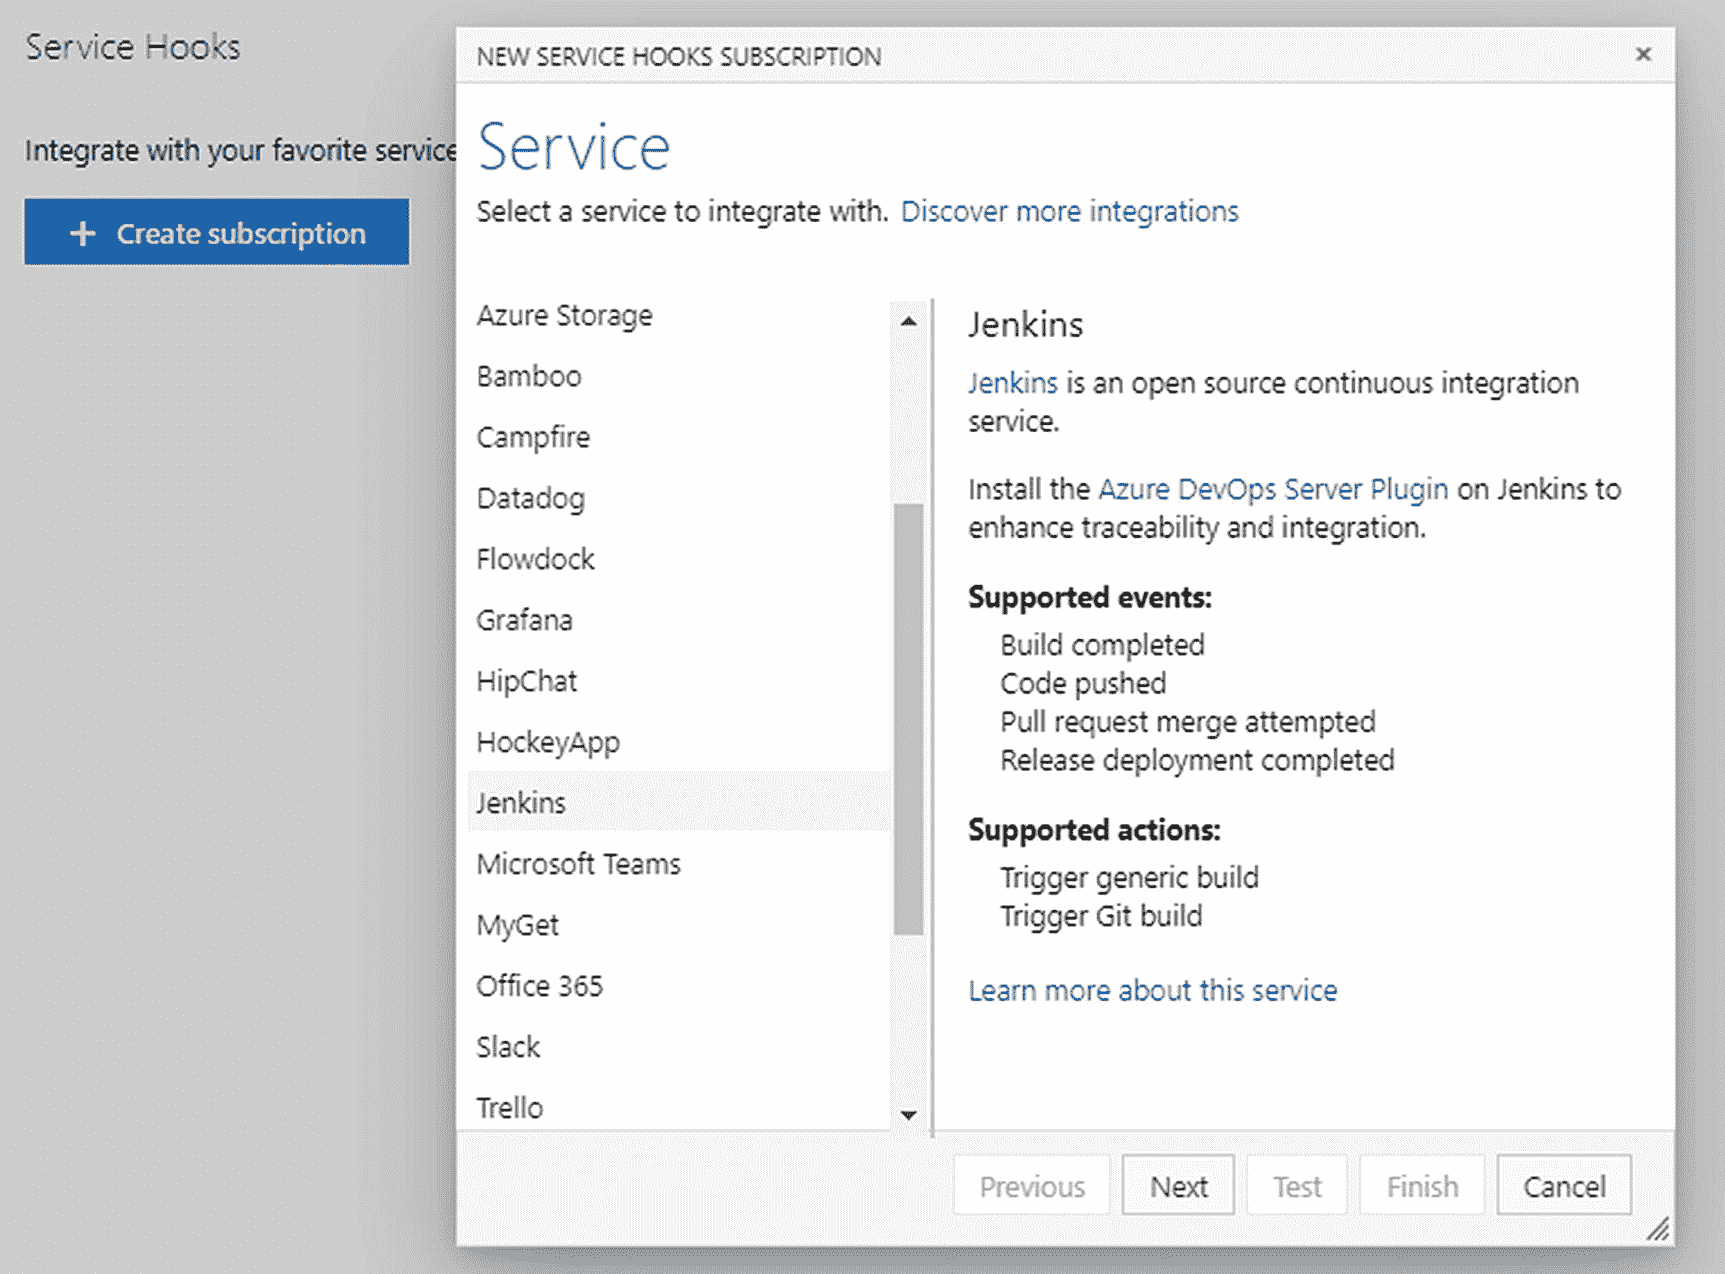 Service Hooks
Integrate with your favorite service
+ Create subscription
NEW SERVICE HOOKS SUBSCRIPTION
Service
Select a service to integrate with. Discover more integrations
Azure Storage
Bamboo
Campfire
Datadog
Flowdock
Grafana
HipChat
HockeyApp
Jenkins
Microsoft Teams
MyGet
Office 365
Slack
Trello
Jenkins
Jenkins is an open source continuous integration
service.
Install the Azure DevOps Server Plugin on Jenkins to
enhance traceability and integration.
Supported events:
Build completed
Code pushed
Pull request merge attempted
Release deployment completed
Supported actions:
Trigger generic build
Trigger Git build
Learn more about this service
Previous
Next
Test
Finish
Cancel